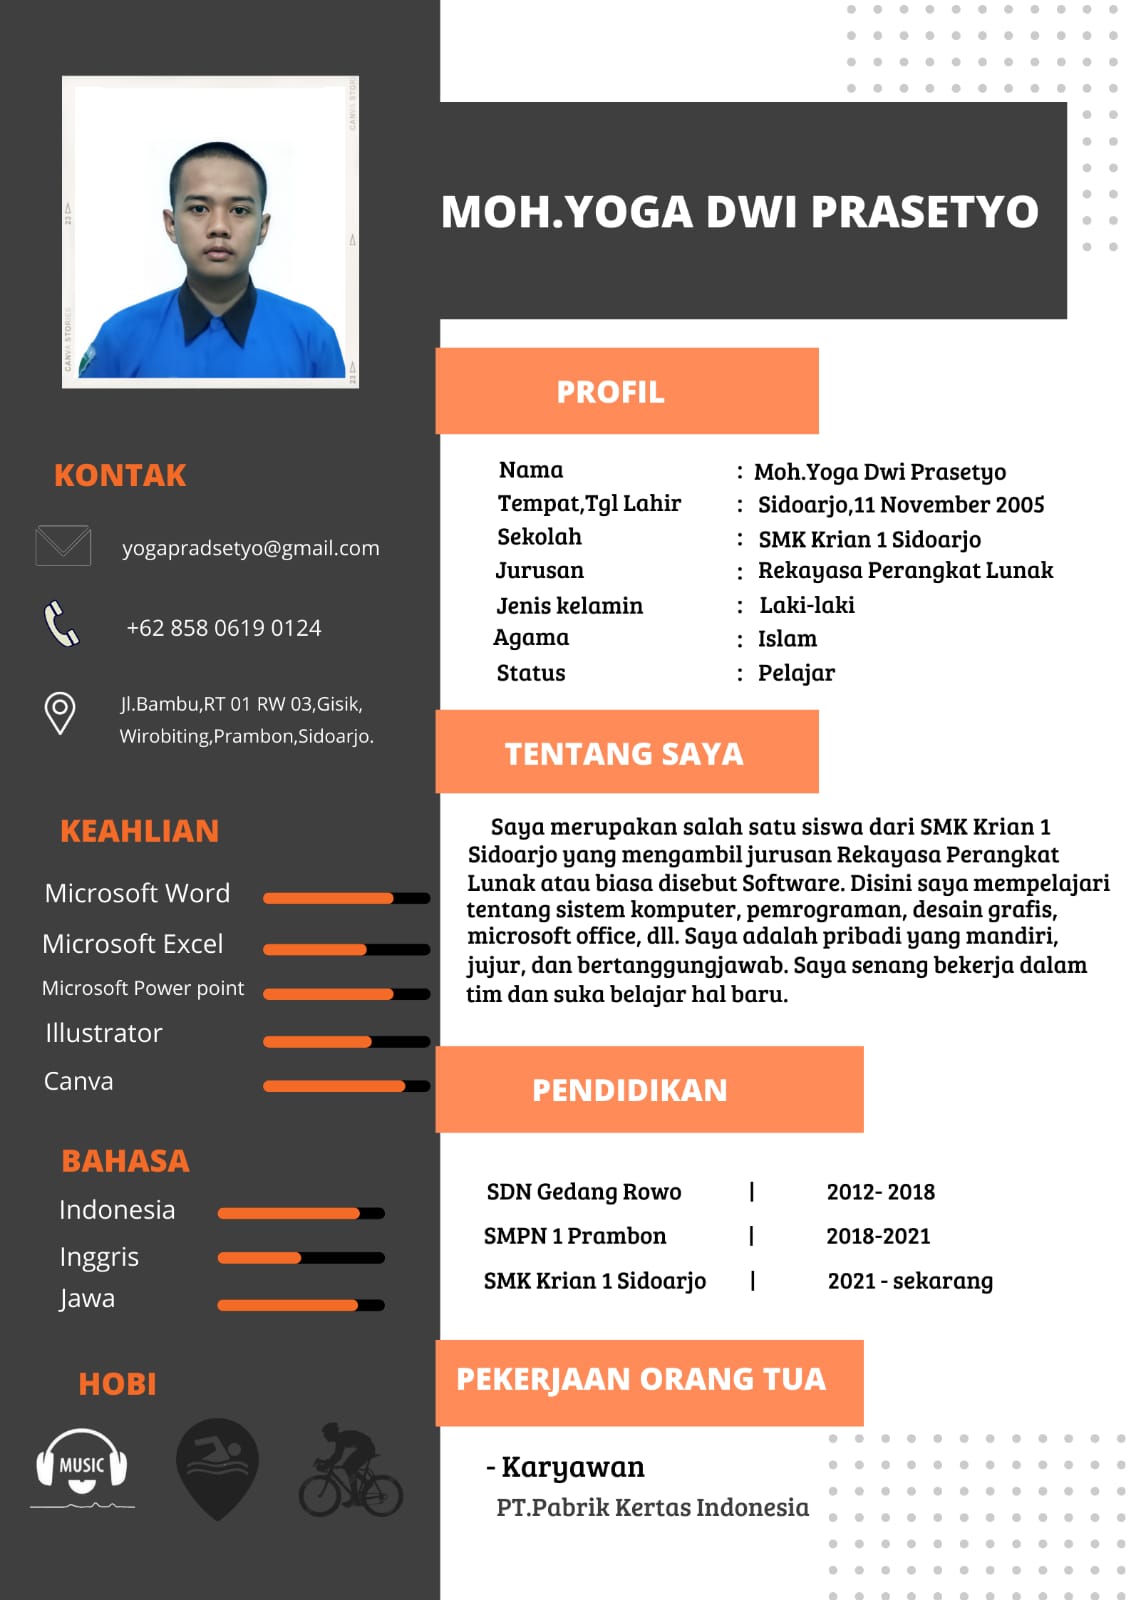 CANVA STORIES
23
CANVA STORIES
23
MOH.YOGA DWI PRASETYO
KONTAK
yogapradsetyo@gmail.com
+62 858 0619 0124
Jl.Bambu,RT 01 RW 03,Gisik,
Wirobiting,Prambon,Sidoarjo.
KEAHLIAN
Microsoft Word
Microsoft Excel
Microsoft Power point
Illustrator
Canva
BAHASA
Indonesia
Inggris
Jawa
HOBI
MUSIC
PROFIL
Nama : Moh.Yoga Dwi Prasetyo
Tempat,Tgl Lahir : Sidoarjo,11 November 2005
Sekolah : SMK Krian 1 Sidoarjo
Jurusan : Rekayasa Perangkat Lunak
Jenis kelamin : Laki-laki
Agama : Islam
Status : Pelajar
TENTANG SAYA
Saya merupakan salah satu siswa dari SMK Krian 1
Sidoarjo yang mengambil jurusan Rekayasa Perangkat
Lunak atau biasa disebut Software. Disini saya mempelajari
tentang sistem komputer, pemrograman, desain grafis,
microsoft office, dll. Saya adalah pribadi yang mandiri,
jujur, dan bertanggungjawab. Saya senang bekerja dalam
tim dan suka belajar hal baru.
PENDIDIKAN
SDN Gedang Rowo | 2012- 2018
SMPN 1 Prambon | 2018-2021
SMK Krian 1 Sidoarjo | 2021 - sekarang
PEKERJAAN ORANG TUA
- Karyawan
PT.Pabrik Kertas Indonesia